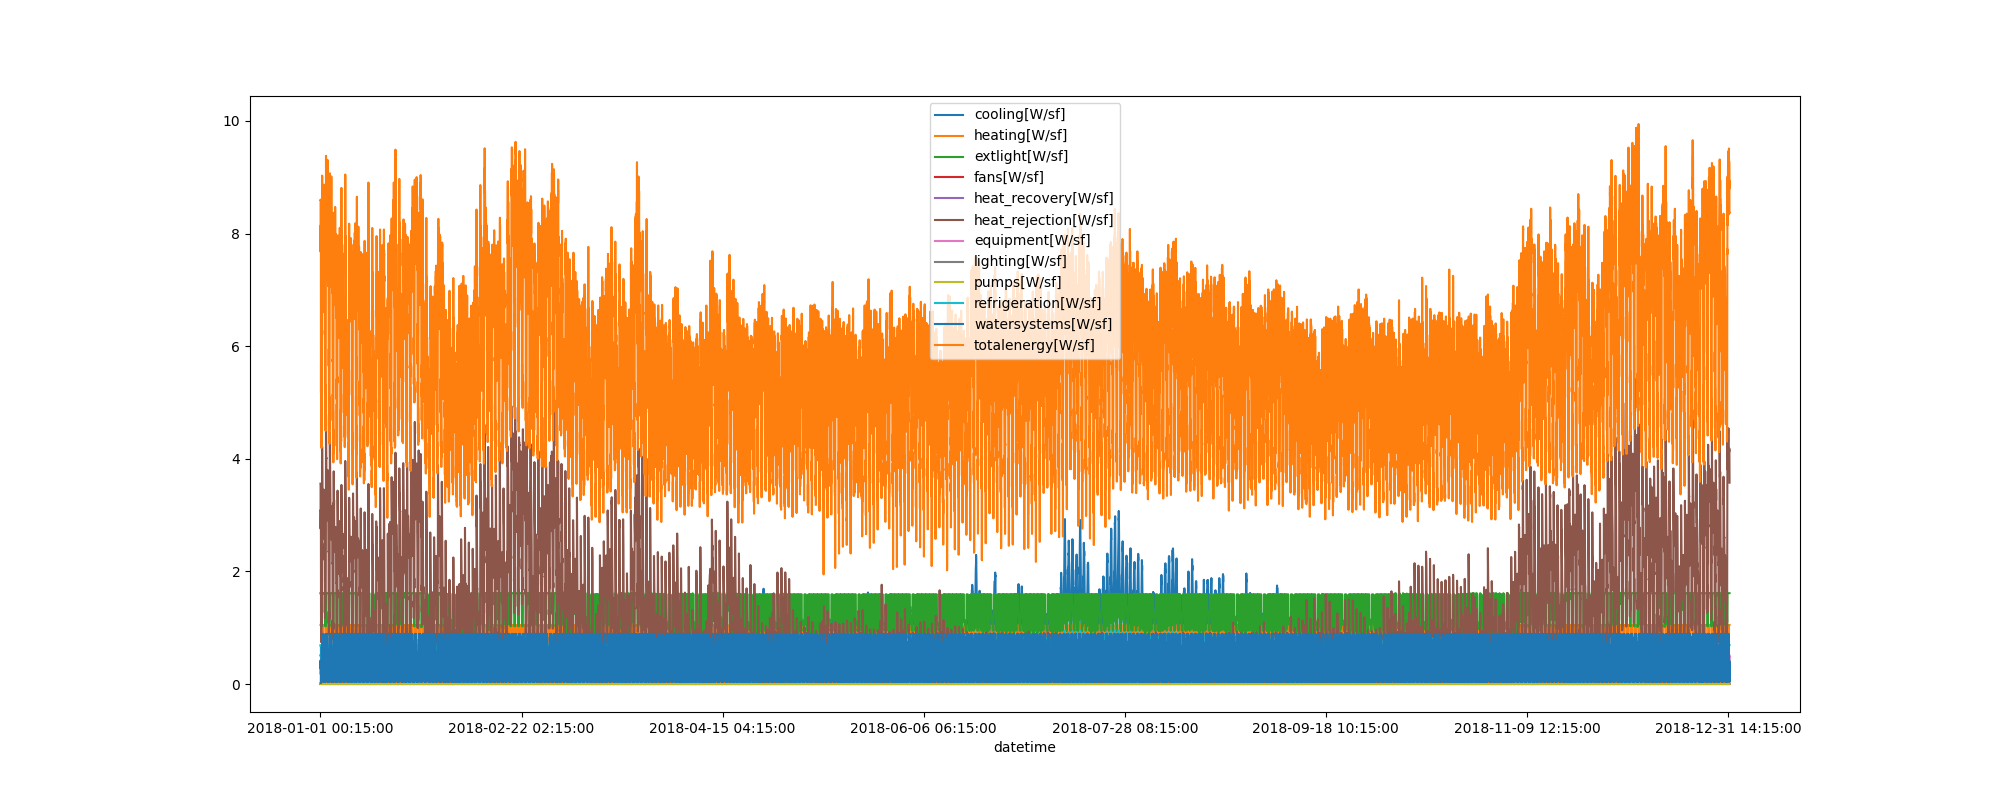 10
8
6
4
2
0
cooling[W/sf]
heating[W/sf]
extlight[W/sf]
fans[W/sf]
heat_recovery[W/sf]
heat_rejection[W/sf]
equipment[W/sf]
lighting[W/sf]
pumps[W/sf]
refrigeration[W/sf]
watersystems[W/sf]
totalenergy[W/sf]
2018-01-01 00:15:00 2018-02-22 02:15:00 2018-04-15 04:15:00 2018-06-06 06:15:00 2018-07-28 08:15:00 2018-09-18 10:15:00 2018-11-09 12:15:00 2018-12-31 14:15:00
datetime